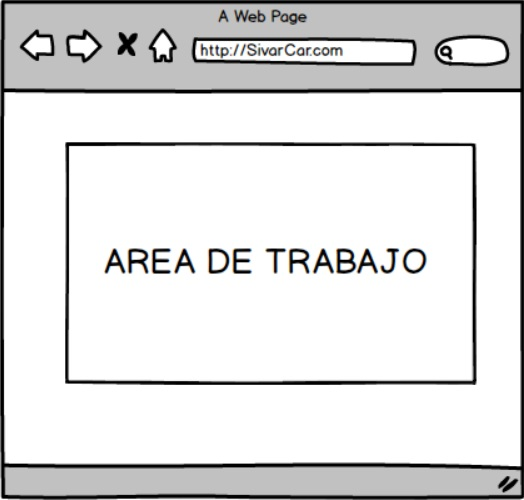 A Web Page
http://SivarCar.com
AREA DE TRABAJO